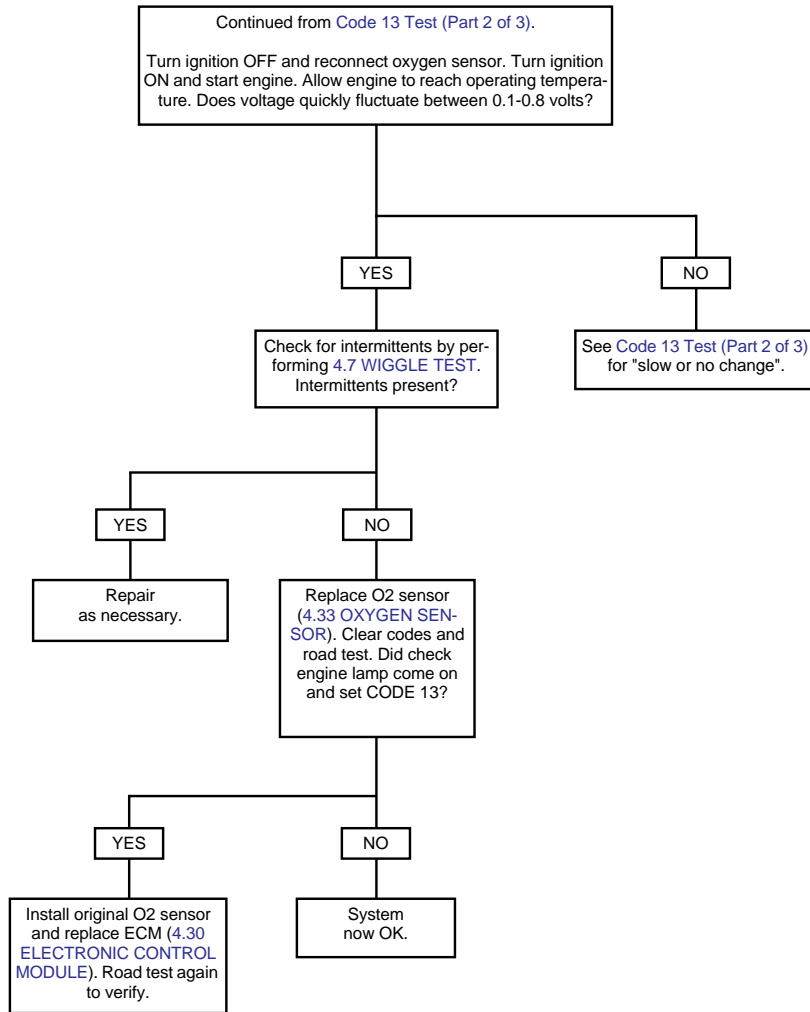 Continued from Code 13 Test (Part 2 of 3).
Turn ignition OFF and reconnect oxygen sensor. Turn ignition
ON and start engine. Allow engine to reach operating tempera-
ture. Does voltage quickly fluctuate between 0.1-0.8 volts?
YES
NO
Check for intermittents by per-
forming 4.7 WIGGLE TEST.
Intermittents present?
See Code 13 Test (Part 2 of 3)
for "slow or no change".
YES
NO
Repair
as necessary.
Replace O2 sensor
(4.33 OXYGEN SEN-
SOR). Clear codes and
road test. Did check
engine lamp come on
and set CODE 13?
YES
NO
Install original O2 sensor
and replace ECM (4.30
ELECTRONIC CONTROL
MODULE). Road test again
to verify.
System
now OK.